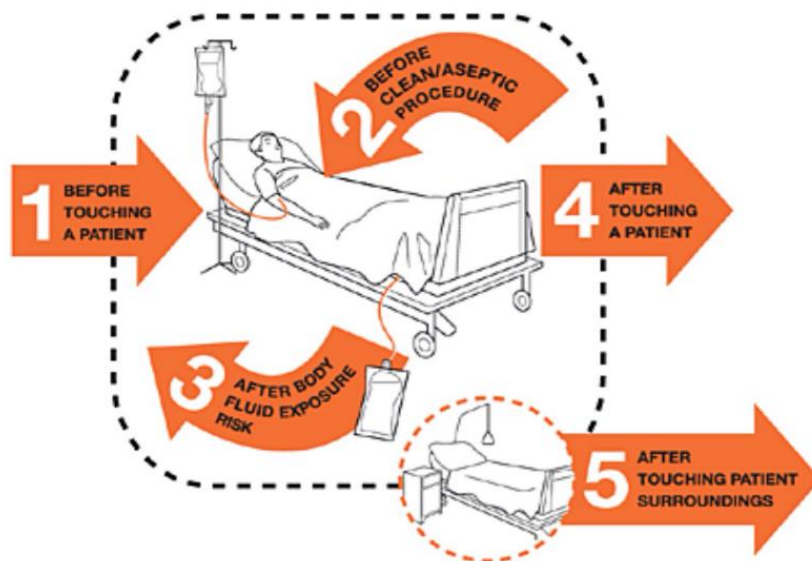 1
BEFORE
TOUCHING
A PATIENT
2
BEFORE
CLEAN/ASEPTIC
PROCEDURE
3
AFTER BODY
FLUID EXPOSURE
RISK
4
AFTER
TOUCHING
A PATIENT
5
AFTER
TOUCHING PATIENT
SURROUNDINGS